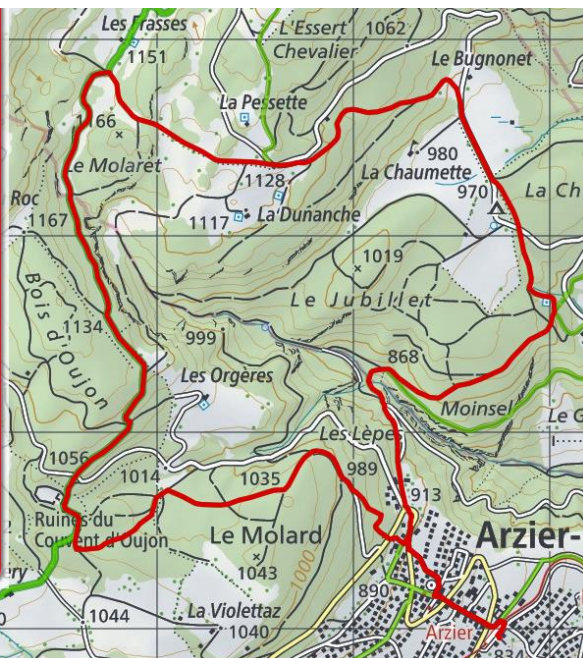 Les Frasses
1151
L'Essert
Chevalier
1062
Le Bugnonet
La Pessette
1166
Le Molaret
980
La Chaumette
970
La Ch
1128
Roc
1167
1117
La Dunanche
1019
Le Jubillet
Bois d'Oujon
1134
999
868
Les Orgères
Moinsel
Le C
Les Lèpes
1056
1014
1035
989
913
Ruines du
Couvent d'Oujon
Le Molard
Arzier-
1043
1000
ery
890
0
1044
La Violettaz
1040
Arzier